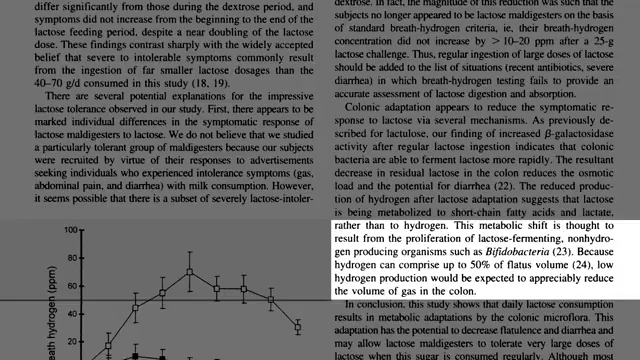 differ significantly from those during the dextrose period, and
symptoms did not increase from the beginning to the end of the
lactose feeding period, despite a near doubling of the lactose
dose. These findings contrast sharply with the widely accepted
belief that severe to intolerable symptoms commonly result
from the ingestion of far smaller lactose dosages than the
40–70 g/d consumed in this study (18, 19).
There are several potential explanations for the impressive
lactose tolerance observed in our study. First, there appears to be
marked individual differences in the symptomatic response of
lactose maldigesters to lactose. We do not believe that we studied
a particularly tolerant group of maldigesters because our subjects
were recruited by virtue of their responses to advertisements
seeking individuals who experienced intolerance symptoms (gas,
abdominal pain, and diarrhea) with milk consumption. However,
it seems possible that there is a subset of severely lactose-intoler-
100
80
60
40
20
eath hydrogen (ppm)
dextrose. In fact, the magnitude of this reduction was such that the
subjects no longer appeared to be lactose maldigesters on the basis
of standard breath-hydrogen criteria, ie, their breath-hydrogen
concentration did not increase by > 10–20 ppm after a 25-g
lactose challenge. Thus, regular ingestion of large doses of lactose
should be added to the list of situations (recent antibiotics, severe
diarrhea) in which breath-hydrogen testing fails to provide an
accurate assessment of lactose digestion and absorption.
Colonic adaptation appears to reduce the symptomatic re-
sponse to lactose via several mechanisms. As previously de-
scribed for lactulose, our finding of increased β-galactosidase
activity after regular lactose ingestion indicates that colonic
bacteria are able to ferment lactose more rapidly. The resultant
decrease in residual lactose in the colon reduces the osmotic
load and the potential for diarrhea (22). The reduced produc-
tion of hydrogen after lactose adaptation suggests that lactose
is being metabolized to short-chain fatty acids and lactate,
rather than to hydrogen. This metabolic shift is thought to
result from the proliferation of lactose-fermenting, nonhydro-
gen producing organisms such as Bifidobacteria (23). Because
hydrogen can comprise up to 50% of flatus volume (24), low
hydrogen production would be expected to appreciably reduce
the volume of gas in the colon.
In conclusion, this study shows that daily lactose consumption
results in metabolic adaptations by the colonic microflora. This
adaptation has the potential to decrease flatulence and diarrhea and
may allow lactose maldigesters to tolerate very large doses of
lactose when this sugar is consumed regularly. Although most